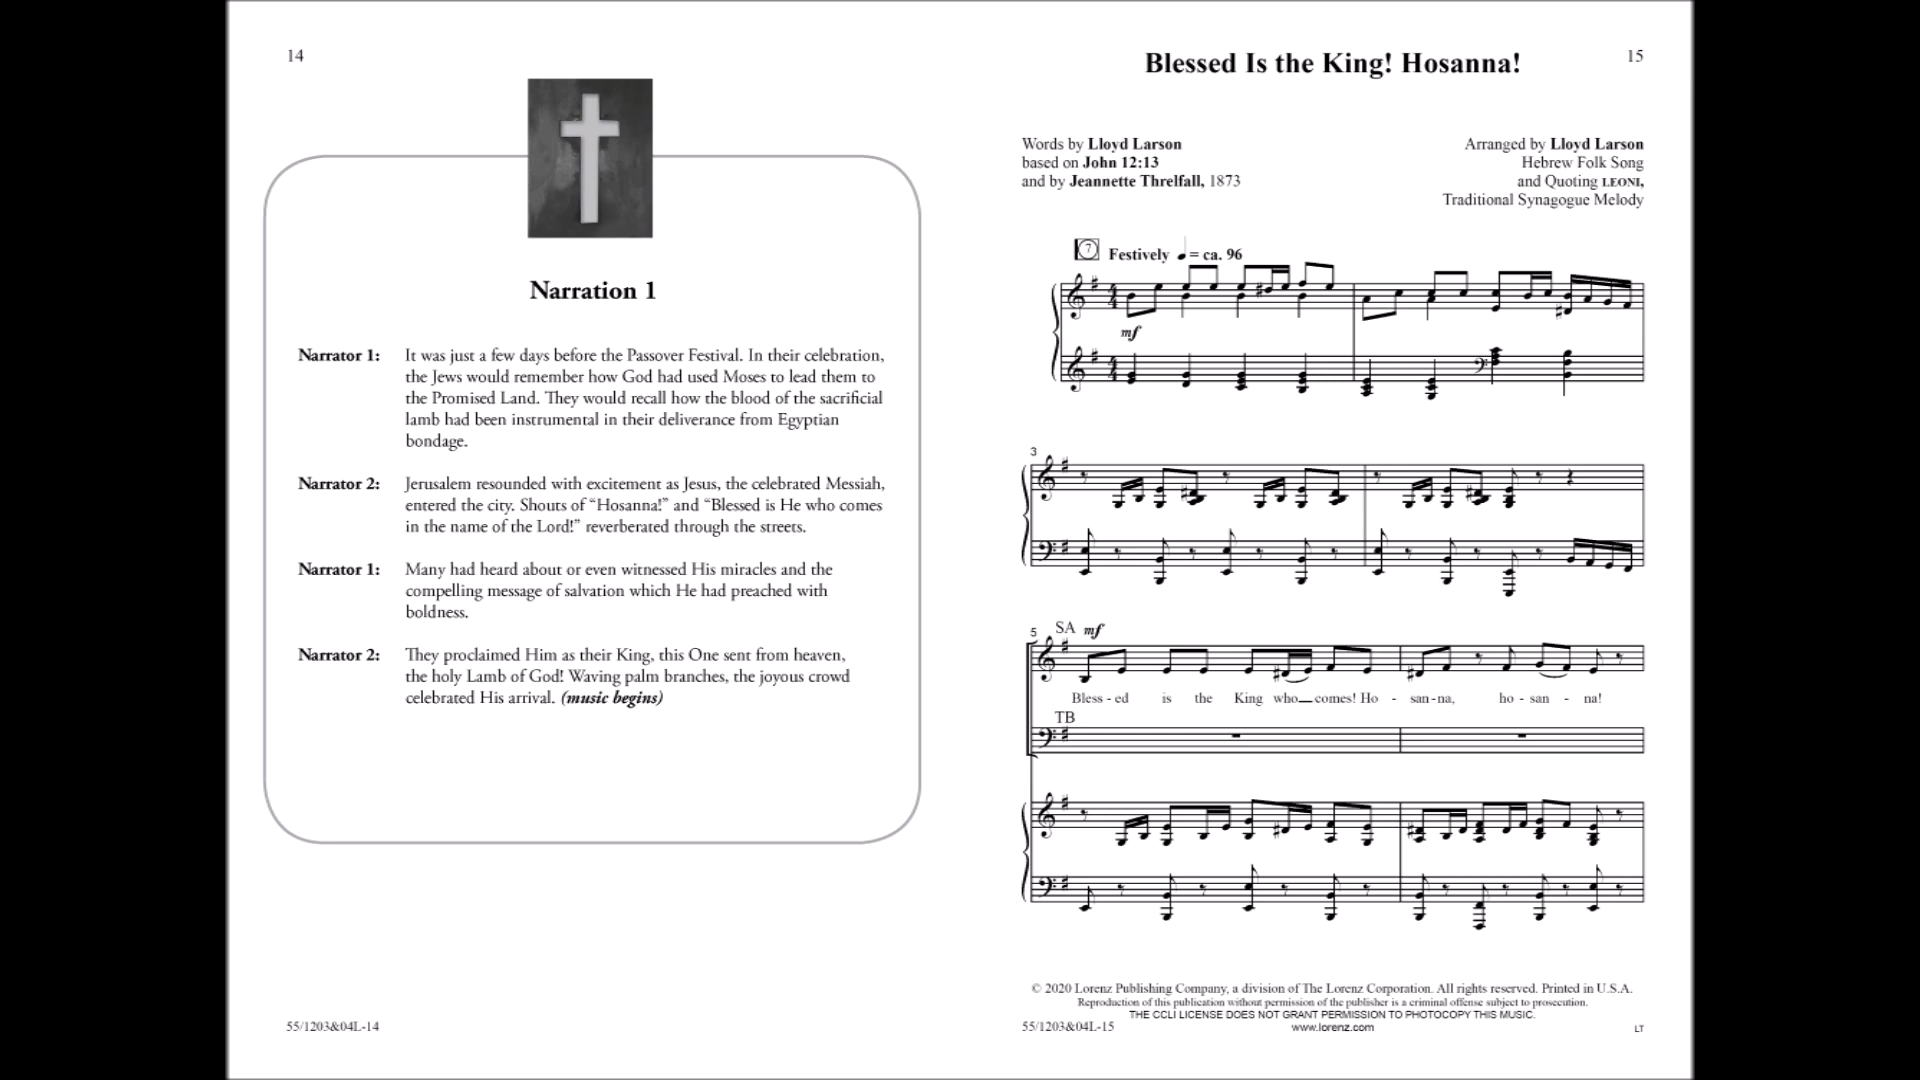 14
Narration 1
Narrator 1: It was just a few days before the Passover Festival. In their celebration,
the Jews would remember how God had used Moses to lead them to
the Promised Land. They would recall how the blood of the sacrificial
lamb had been instrumental in their deliverance from Egyptian
bondage.
Narrator 2: Jerusalem resounded with excitement as Jesus, the celebrated Messiah,
entered the city. Shouts of “Hosanna!” and “Blessed is He who comes
in the name of the Lord!” reverberated through the streets.
Narrator 1: Many had heard about or even witnessed His miracles and the
compelling message of salvation which He had preached with
boldness.
Narrator 2: They proclaimed Him as their King, this One sent from heaven,
the holy Lamb of God! Waving palm branches, the joyous crowd
celebrated His arrival. (music begins)
55/1203&04L-14
Blessed Is the King! Hosanna!
15
Words by Lloyd Larson
based on John 12:13
and by Jeannette Threlfall, 1873
Arranged by Lloyd Larson
Hebrew Folk Song
and Quoting LEONI,
Traditional Synagogue Melody
7 Festively ♩ = ca. 96
4 4
mf
4 4
3
5 SA mf
Bless - ed is the King who comes! Ho - san - na, ho - san - na!
TB
© 2020 Lorenz Publishing Company, a division of The Lorenz Corporation. All rights reserved. Printed in U.S.A.
Reproduction of this publication without permission of the publisher is a criminal offense subject to prosecution.
THE CCLI LICENSE DOES NOT GRANT PERMISSION TO PHOTOCOPY THIS MUSIC.
55/1203&04L-15 www.lorenz.com LT